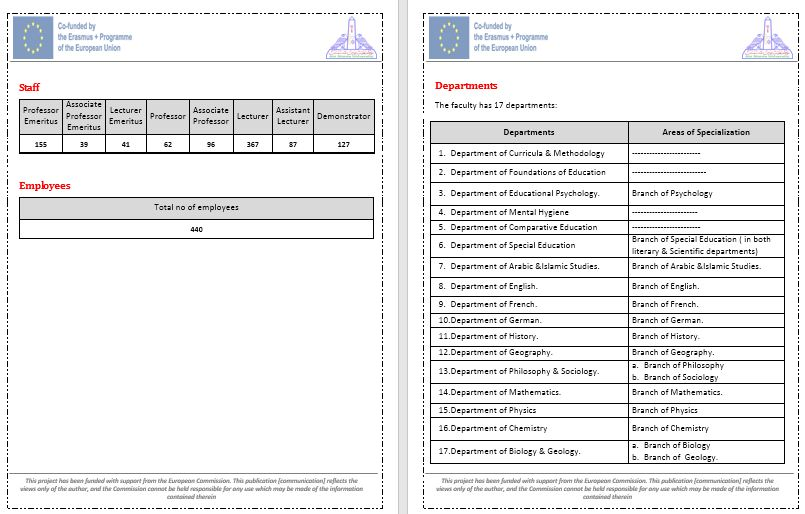 Co-funded by
the Erasmus + Programme
of the European Union
Staff
Professor Emeritus | Associate Professor Emeritus | Lecturer Emeritus | Professor | Associate Professor | Lecturer | Assistant Lecturer | Demonstrator
155 | 39 | 41 | 62 | 96 | 367 | 87 | 127
Employees
Total no of employees
440
This project has been funded with support from the European Commission. This publication [communication] reflects the
views only of the author, and the Commission cannot be held responsible for any use which may be made of the information
contained therein
Co-funded by
the Erasmus + Programme
of the European Union
Departments
The faculty has 17 departments:
Departments | Areas of Specialization
1. Department of Curricula & Methodology | -----------------------
2. Department of Foundations of Education | -------------------------
3. Department of Educational Psychology. | Branch of Psychology
4. Department of Mental Hygiene | ----------------------
5. Department of Comparative Education | -----------------------
6. Department of Special Education | Branch of Special Education ( in both
literary & Scientific departments)
7. Department of Arabic &Islamic Studies. | Branch of Arabic &Islamic Studies.
8. Department of English. | Branch of English.
9. Department of French. | Branch of French.
10.Department of German. | Branch of German.
11.Department of History. | Branch of History.
12.Department of Geography. | Branch of Geography.
13.Department of Philosophy & Sociology. | a. Branch of Philosophy
b. Branch of Sociology
14.Department of Mathematics. | Branch of Mathematics.
15.Department of Physics | Branch of Physics
16.Department of Chemistry | Branch of Chemistry
17.Department of Biology & Geology. | a. Branch of Biology
b. Branch of Geology.
This project has been funded with support from the European Commission. This publication [communication] reflects the
views only of the author, and the Commission cannot be held responsible for any use which may be made of the information
contained therein